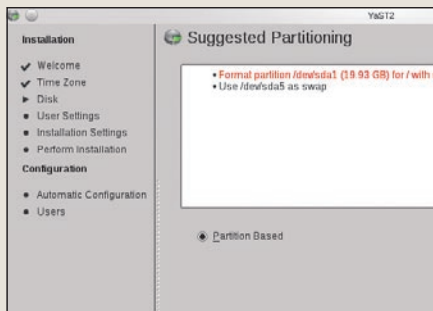 YaST2
Installation
Welcome
Time Zone
Disk
User Settings
Installation Settings
Perform Installation
Configuration
Automatic Configuration
Users
Suggested Partitioning
• Format partition /dev/sda1 (19.93 GB) for / with
• Use /dev/sda5 as swap
Partition Based